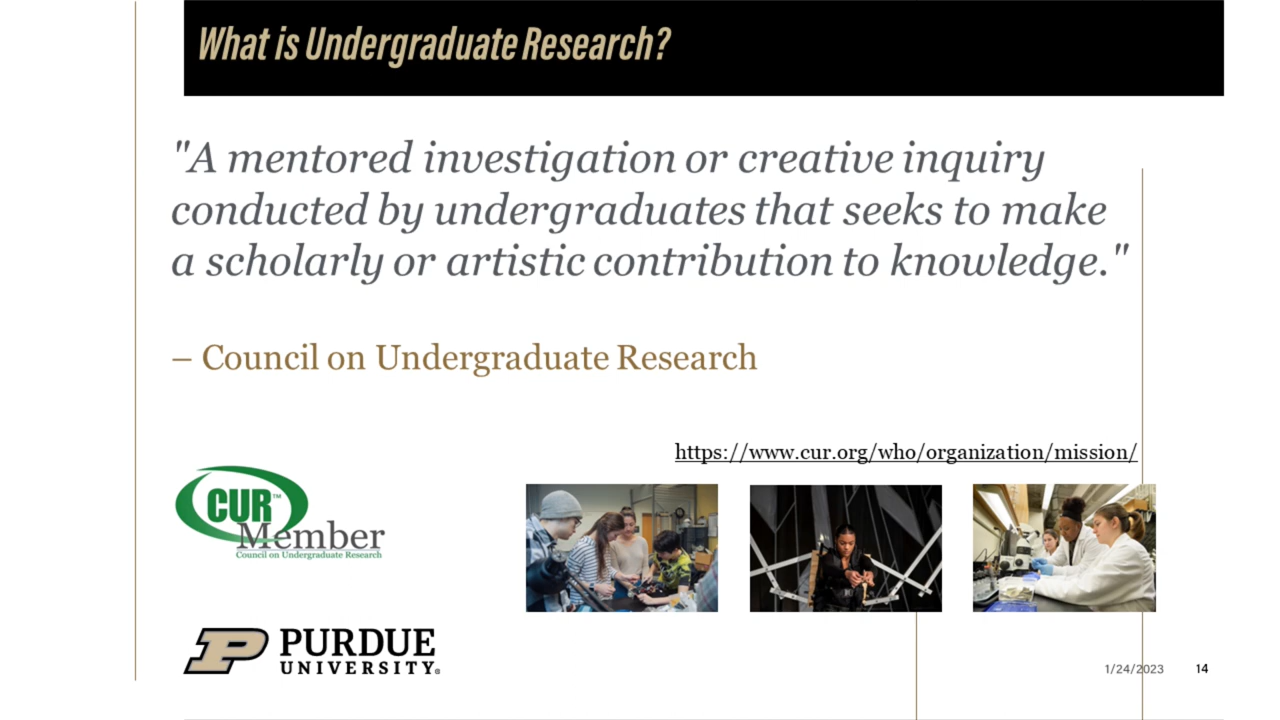 What is Undergraduate Research?
"A mentored investigation or creative inquiry
conducted by undergraduates that seeks to make
a scholarly or artistic contribution to knowledge."
– Council on Undergraduate Research
https://www.cur.org/who/organization/mission/
CUR™
Member
Council on Undergraduate Research
P PURDUE
UNIVERSITY®
1/24/2023 14